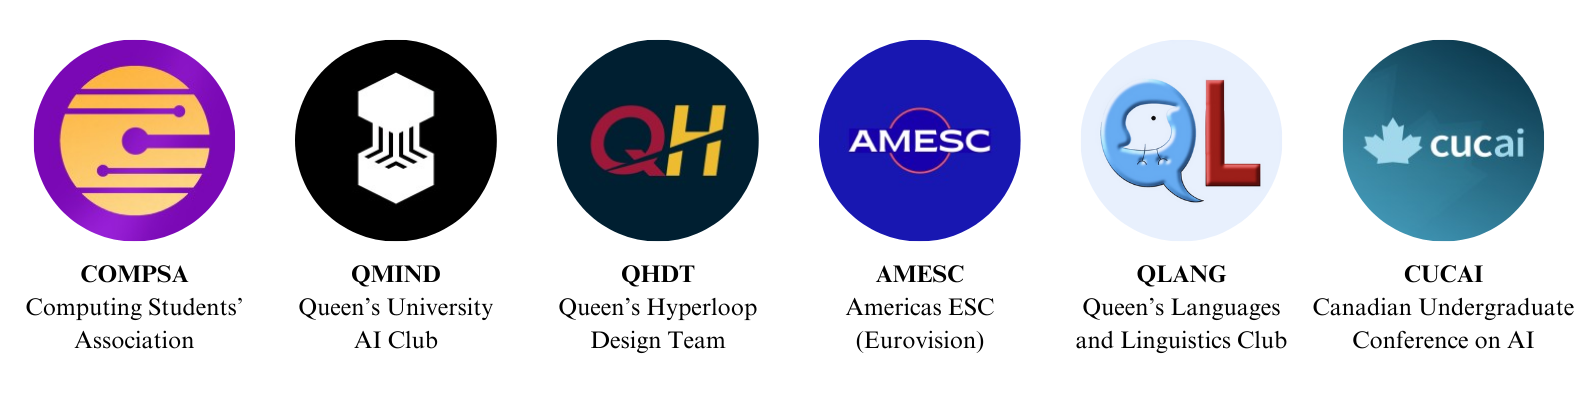 QH
AMESC
QL
cucai
COMPSA
Computing Students’
Association
QMIND
Queen’s University
AI Club
QHDT
Queen’s Hyperloop
Design Team
AMESC
Americas ESC
(Eurovision)
QLANG
Queen’s Languages
and Linguistics Club
CUCAI
Canadian Undergraduate
Conference on AI